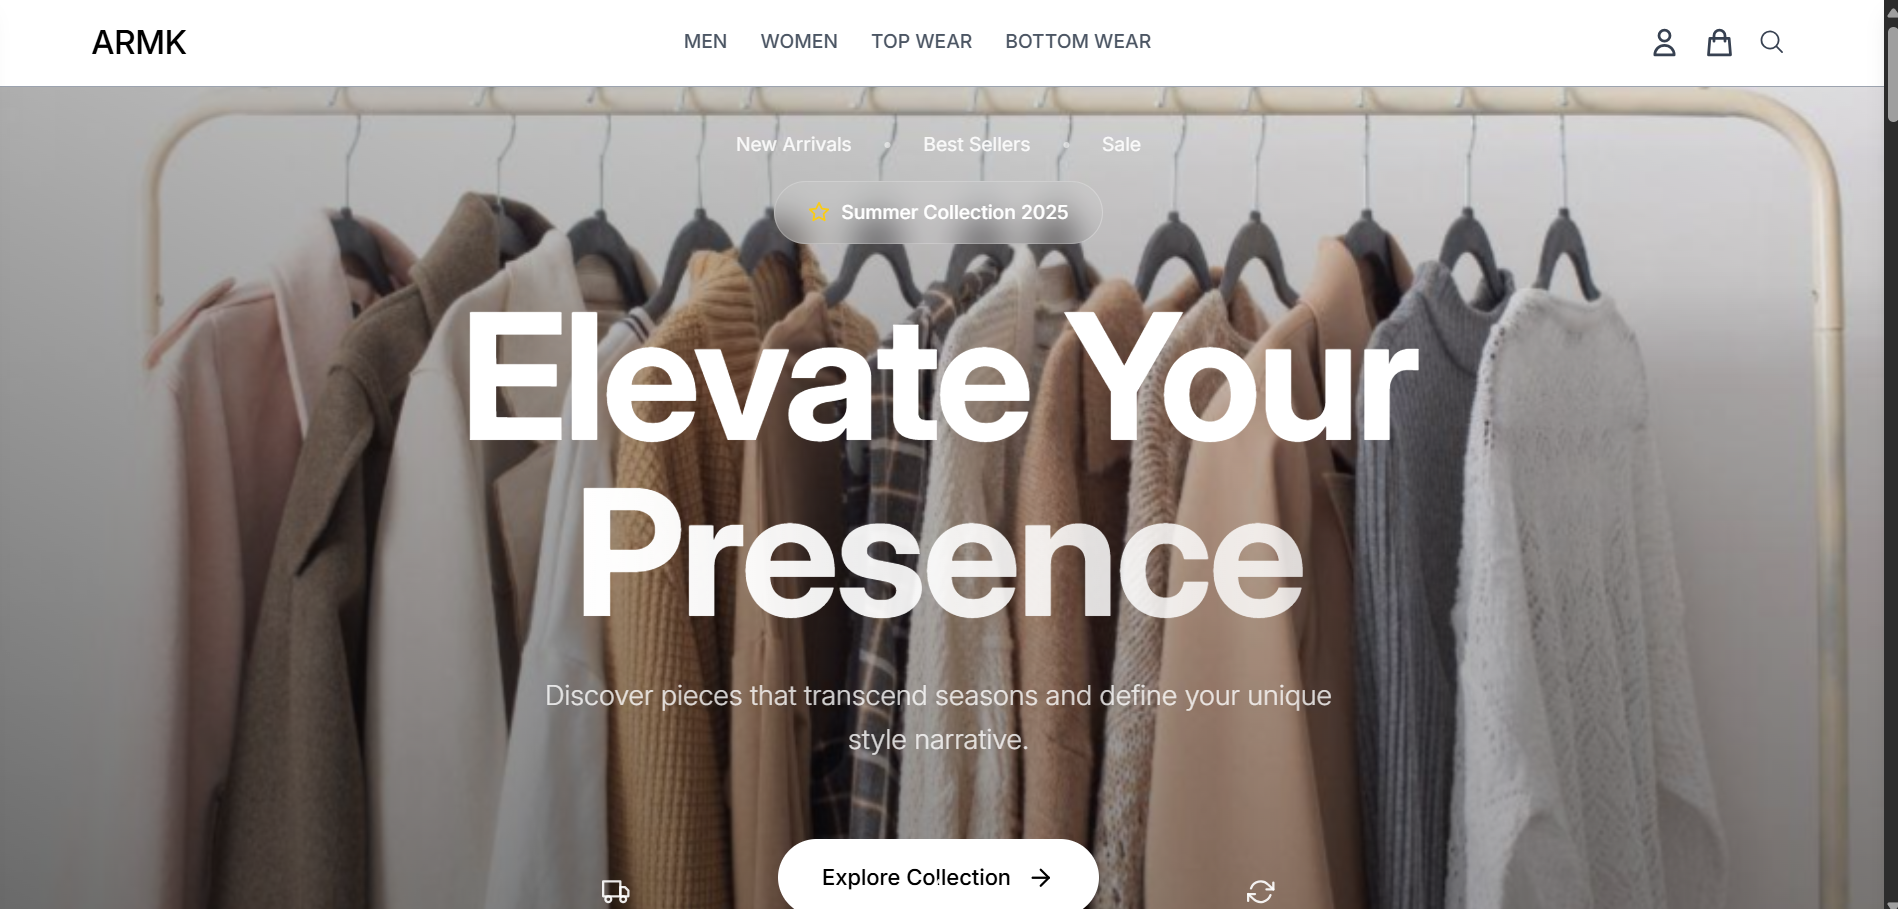 ARMK
MEN WOMEN TOP WEAR BOTTOM WEAR
New Arrivals • Best Sellers • Sale
Summer Collection 2025
Elevate Your
Presence
Discover pieces that transcend seasons and define your unique
style narrative.
Explore Collection